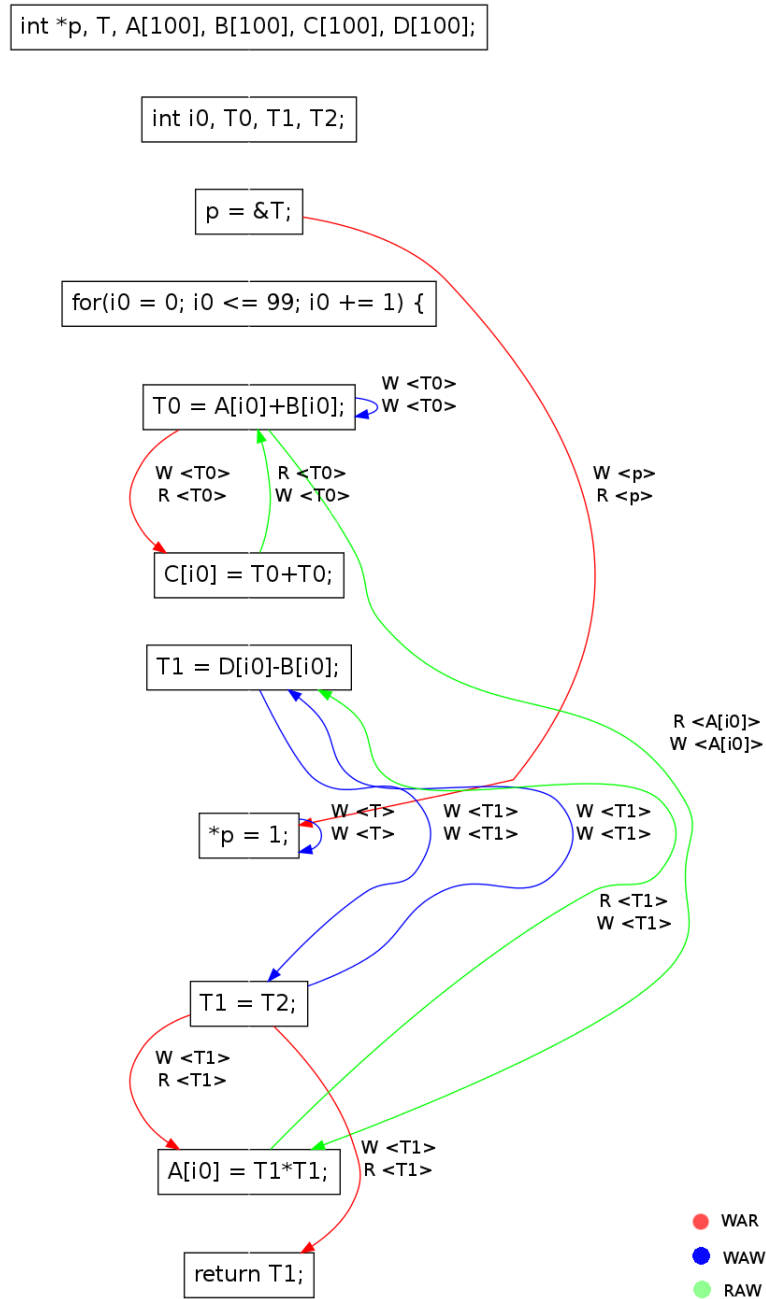 int *p, T, A[100], B[100], C[100], D[100];
int i0, T0, T1, T2;
p = &T;
for(i0 = 0; i0 <= 99; i0 += 1) {
T0 = A[i0]+B[i0];
W <T0>
W <T0>
W <T0>
R <T0>
R <T0>
W <T0>
W <p>
R <p>
C[i0] = T0+T0;
T1 = D[i0]-B[i0];
R <A[i0]>
W <A[i0]>
*p = 1;
W <T>
W <T>
W <T1>
W <T1>
W <T1>
W <T1>
R <T1>
W <T1>
T1 = T2;
W <T1>
R <T1>
W <T1>
R <T1>
A[i0] = T1*T1;
return T1;
WAR
WAW
RAW